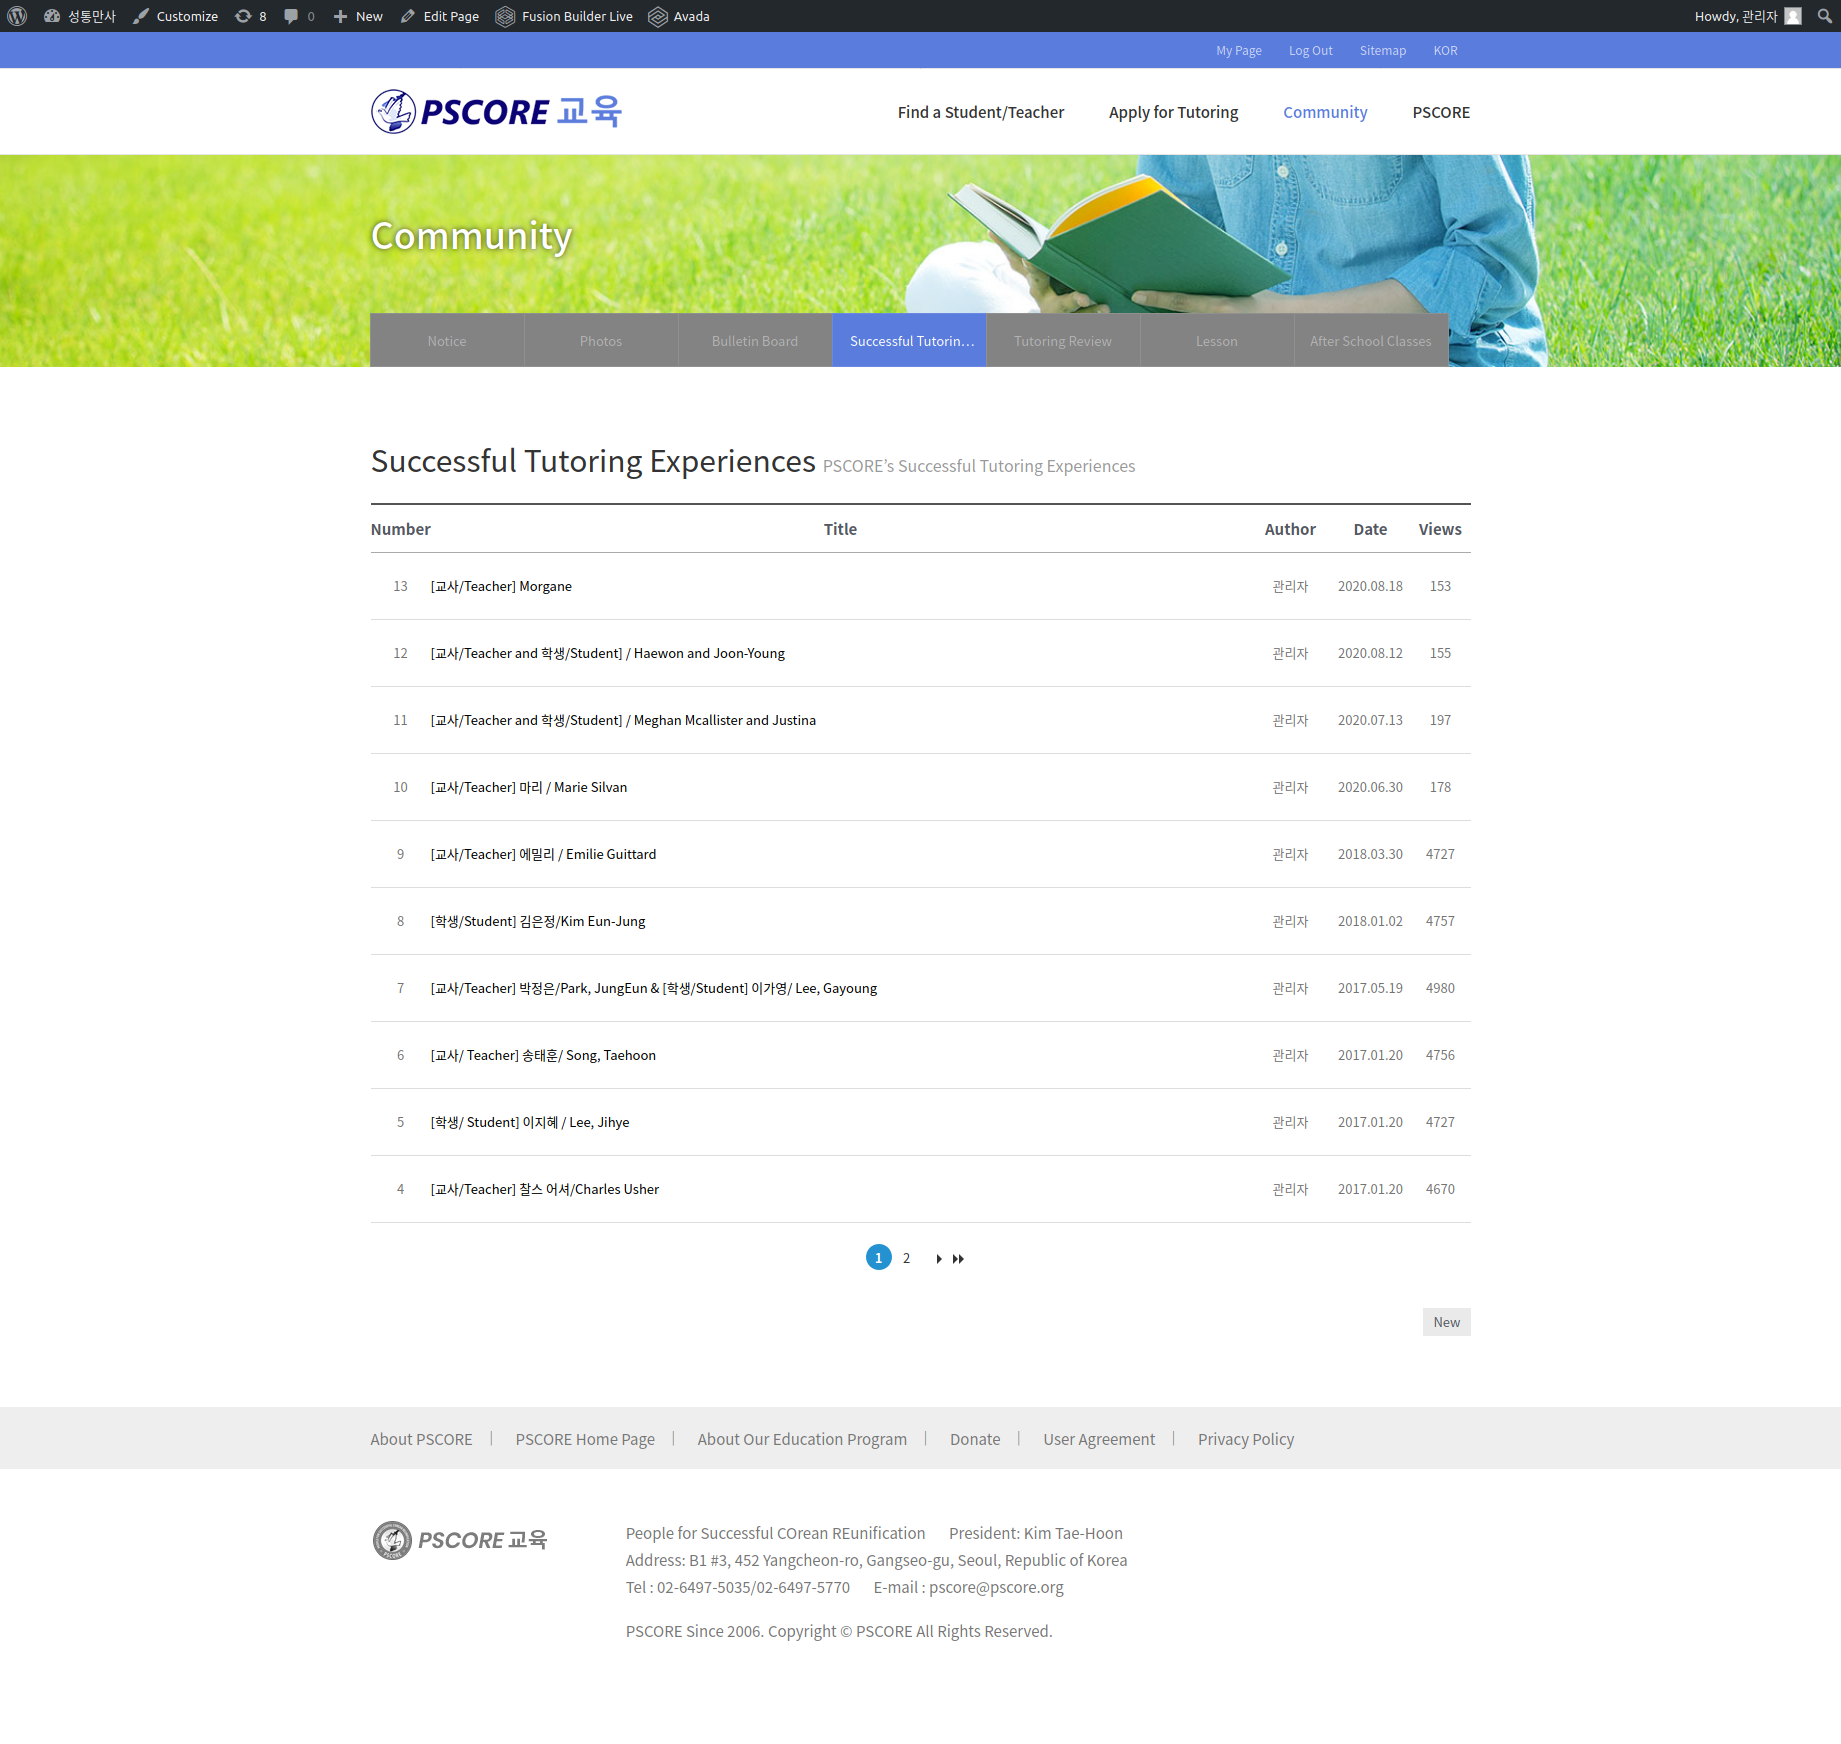 성통만사 Customize 8 0 New Edit Page Fusion Builder Live Avada Howdy, 관리자
My Page Log Out Sitemap KOR
PSCORE 교육 Find a Student/Teacher Apply for Tutoring Community PSCORE
Community
Notice Photos Bulletin Board Successful Tutorin... Tutoring Review Lesson After School Classes
Successful Tutoring Experiences PSCORE’s Successful Tutoring Experiences
Number Title Author Date Views
13 [교사/Teacher] Morgane 관리자 2020.08.18 153
12 [교사/Teacher and 학생/Student] / Haewon and Joon-Young 관리자 2020.08.12 155
11 [교사/Teacher and 학생/Student] / Meghan Mcallister and Justina 관리자 2020.07.13 197
10 [교사/Teacher] 마리 / Marie Silvan 관리자 2020.06.30 178
9 [교사/Teacher] 에밀리 / Emilie Guittard 관리자 2018.03.30 4727
8 [학생/Student] 김은정/Kim Eun-Jung 관리자 2018.01.02 4757
7 [교사/Teacher] 박정은/Park, JungEun & [학생/Student] 이가영/ Lee, Gayoung 관리자 2017.05.19 4980
6 [교사/ Teacher] 송태훈/ Song, Taehoon 관리자 2017.01.20 4756
5 [학생/ Student] 이지혜 / Lee, Jihye 관리자 2017.01.20 4727
4 [교사/Teacher] 찰스 어셔/Charles Usher 관리자 2017.01.20 4670
1 2
New
About PSCORE | PSCORE Home Page | About Our Education Program | Donate | User Agreement | Privacy Policy
PSCORE 교육
People for Successful COrean REunification President: Kim Tae-Hoon
Address: B1 #3, 452 Yangcheon-ro, Gangseo-gu, Seoul, Republic of Korea
Tel : 02-6497-5035/02-6497-5770 E-mail : pscore@pscore.org
PSCORE Since 2006. Copyright © PSCORE All Rights Reserved.